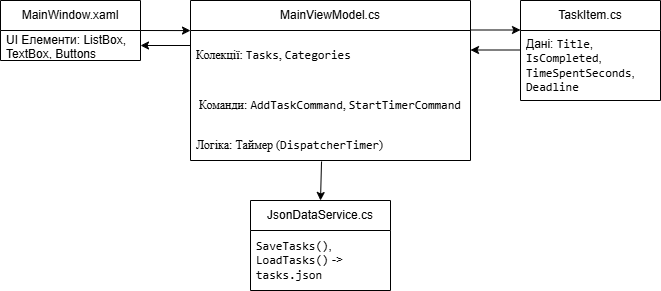 MainWindow.xaml
UI Елементи: ListBox,
TextBox, Buttons
MainViewModel.cs
Колекції: Tasks, Categories
Команди: AddTaskCommand, StartTimerCommand
Логіка: Таймер (DispatcherTimer)
TaskItem.cs
Дані: Title,
IsCompleted,
TimeSpentSeconds,
Deadline
JsonDataService.cs
SaveTasks(),
LoadTasks() ->
tasks.json